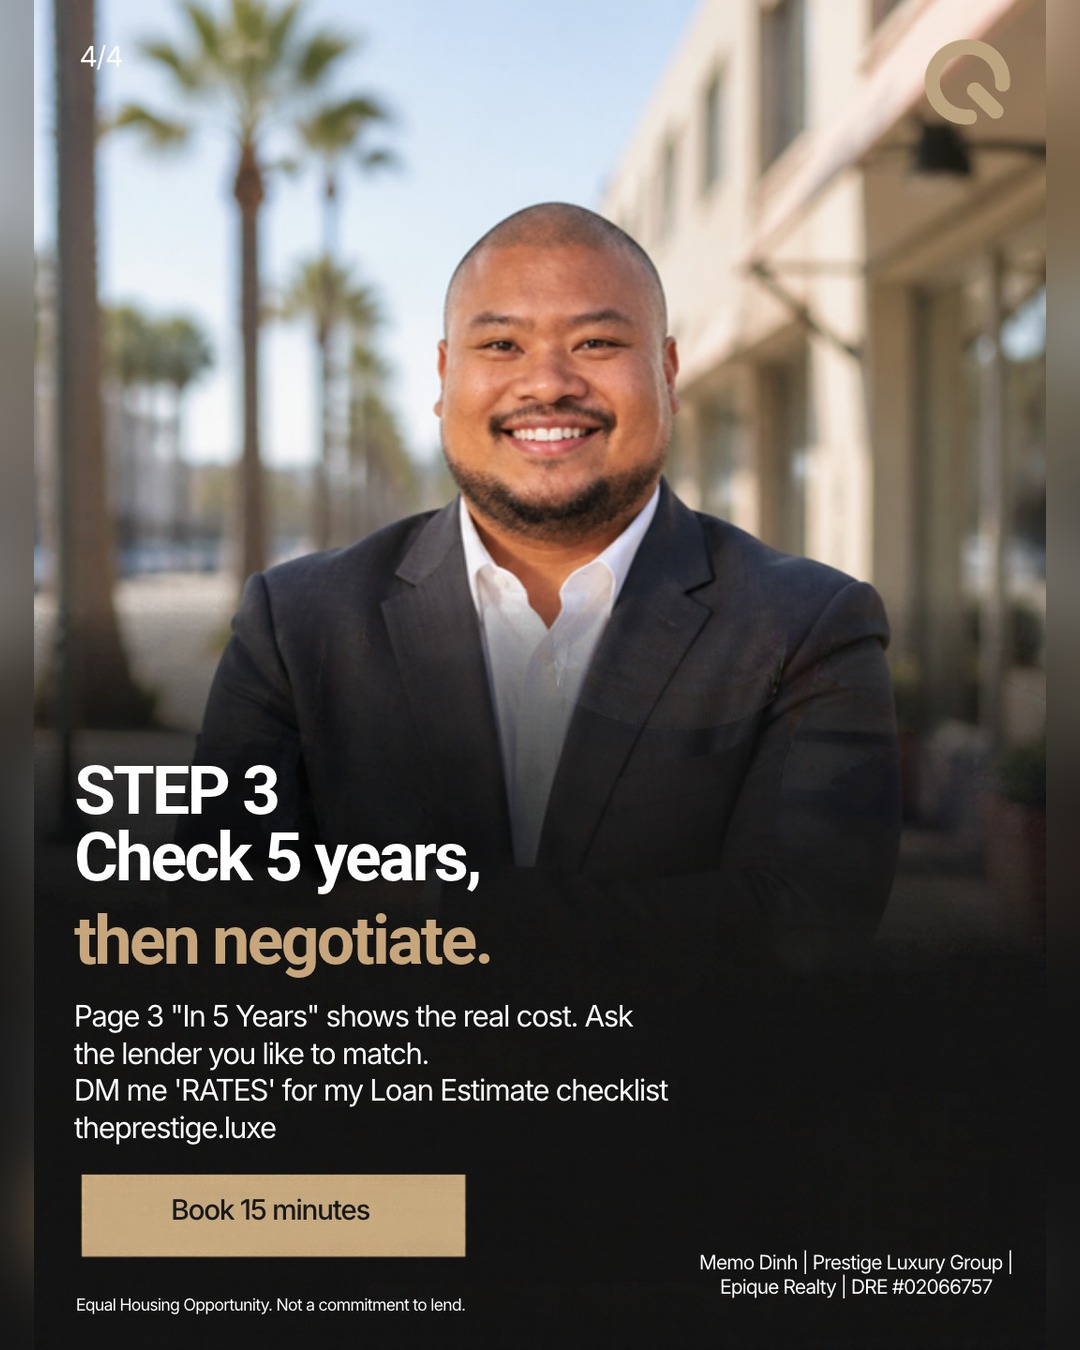 4/4
STEP 3
Check 5 years,
then negotiate.
Page 3 "In 5 Years" shows the real cost. Ask
the lender you like to match.
DM me 'RATES' for my Loan Estimate checklist
theprestige.luxe
Book 15 minutes
Memo Dinh | Prestige Luxury Group |
Epique Realty | DRE #02066757
Equal Housing Opportunity. Not a commitment to lend.